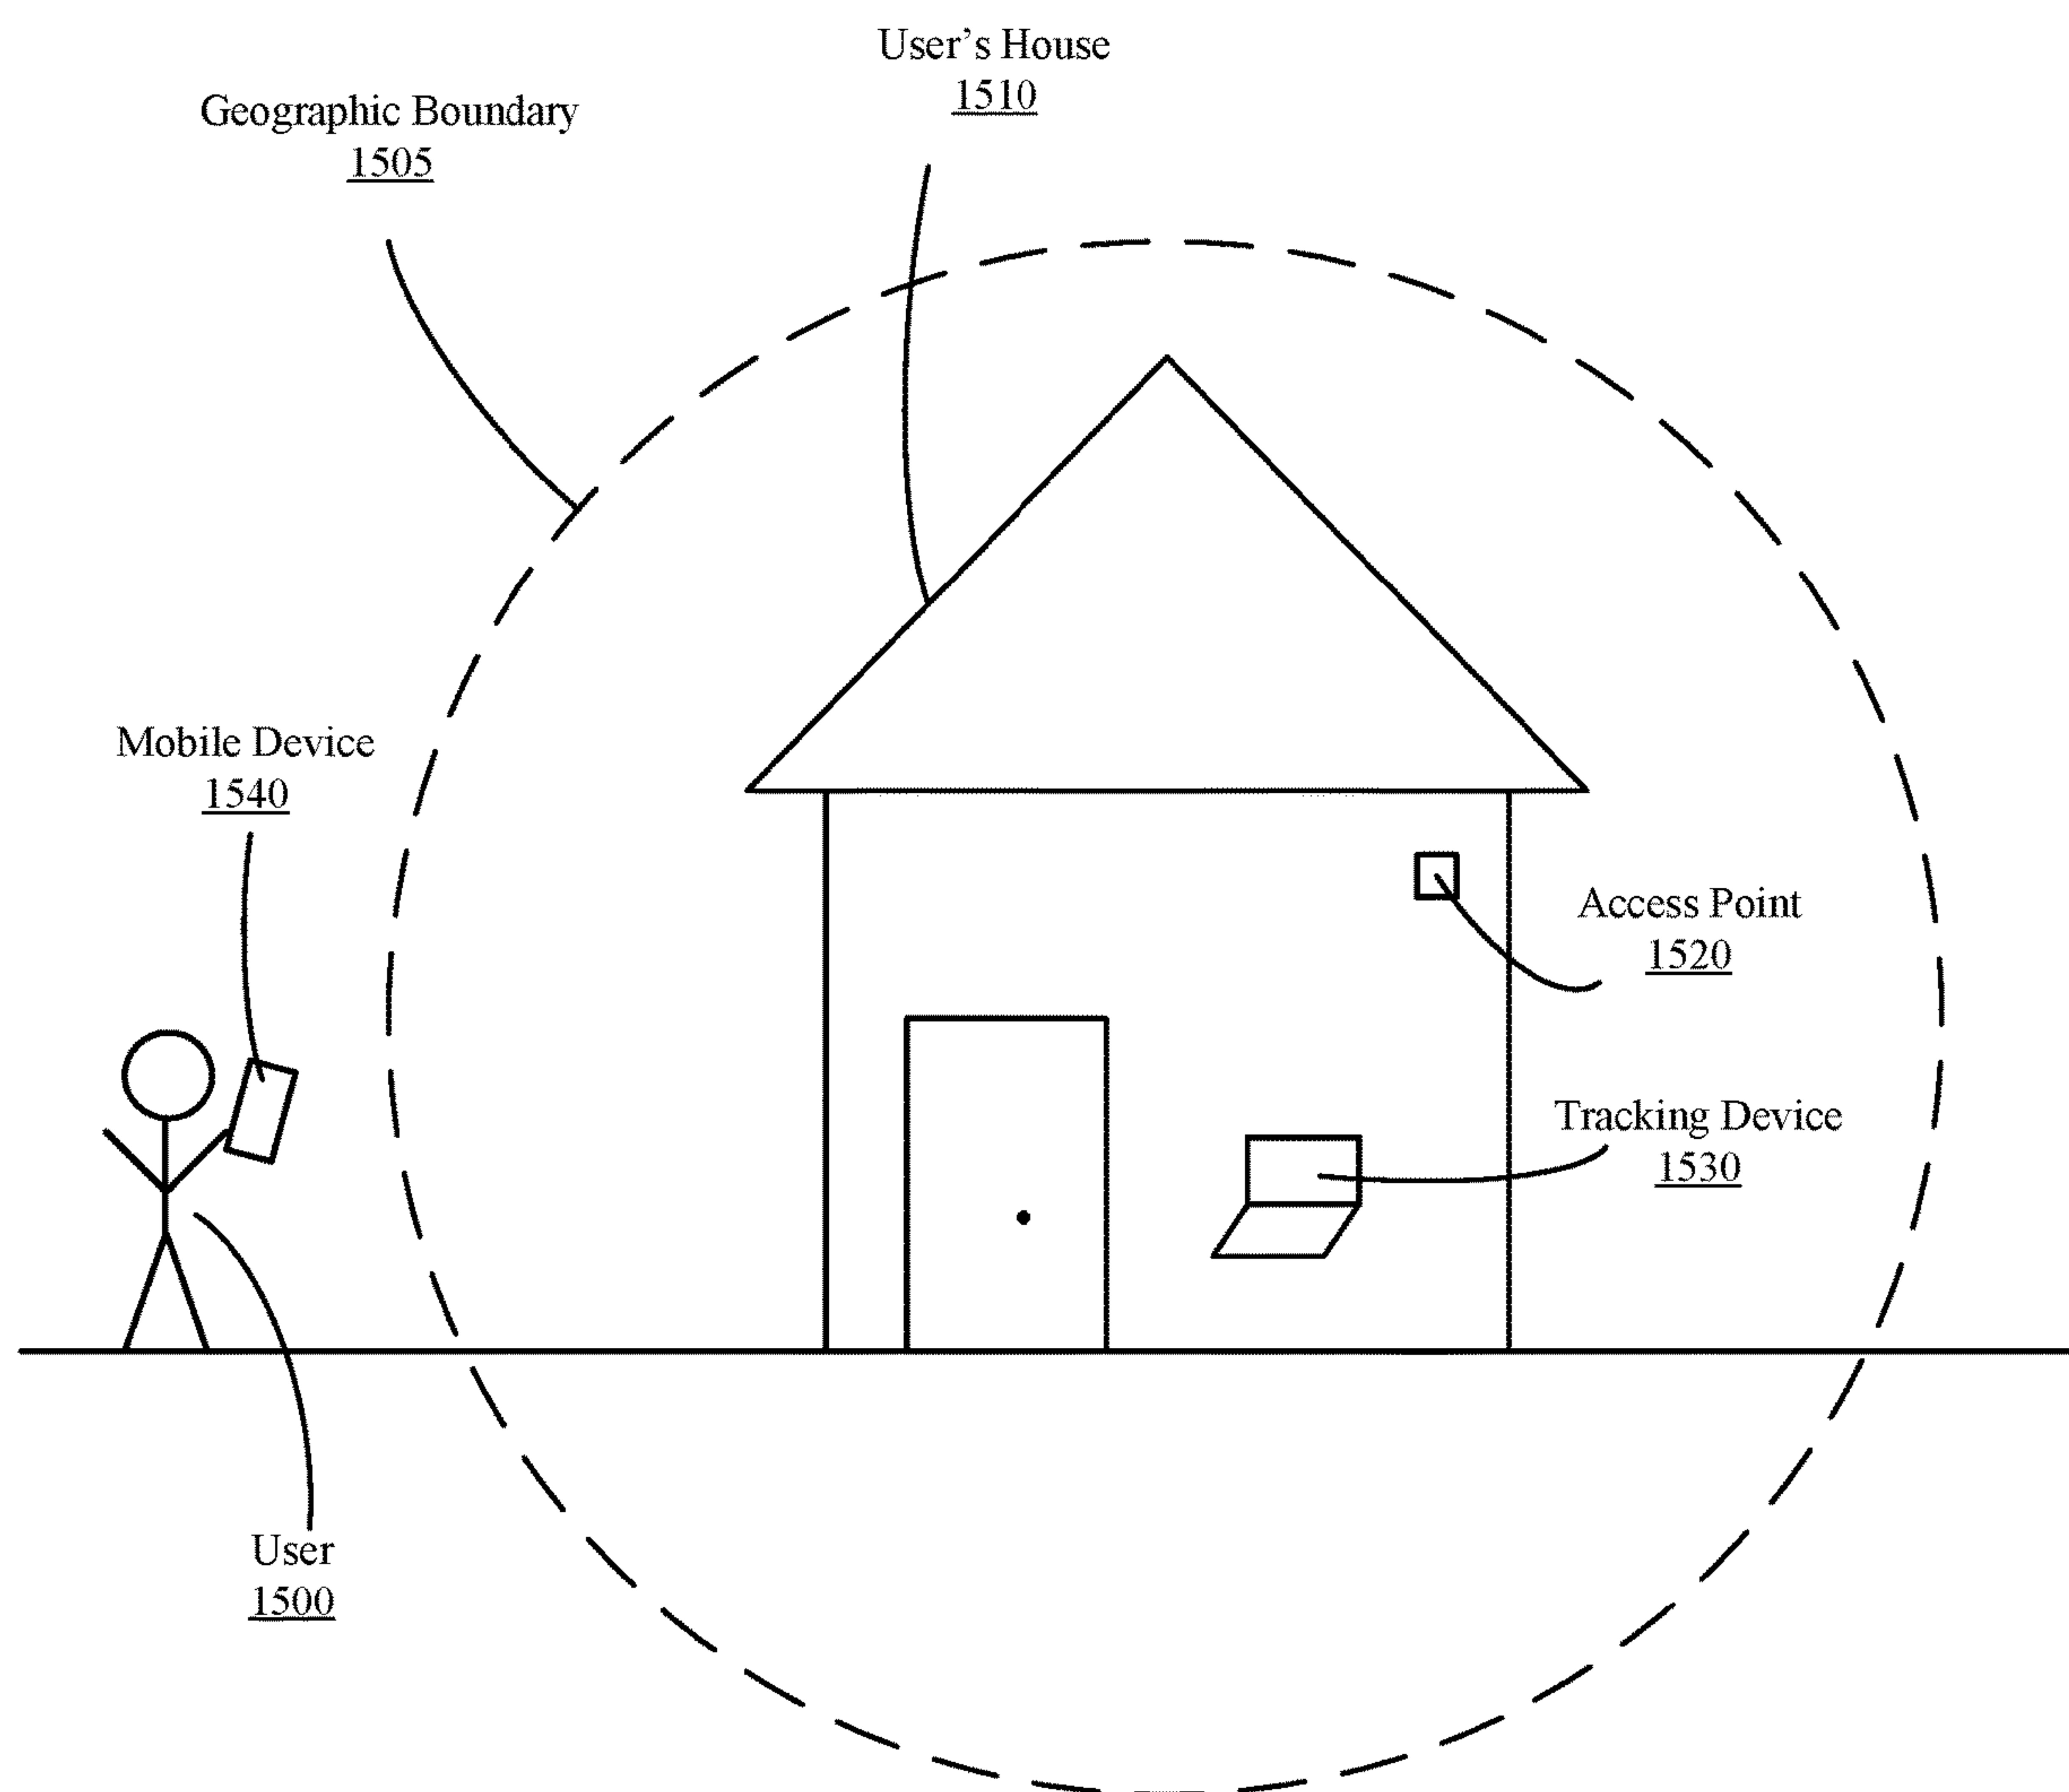 User’s House
1510
Geographic Boundary
1505
Mobile Device
1540
Access Point
1520
Tracking Device
1530
User
1500